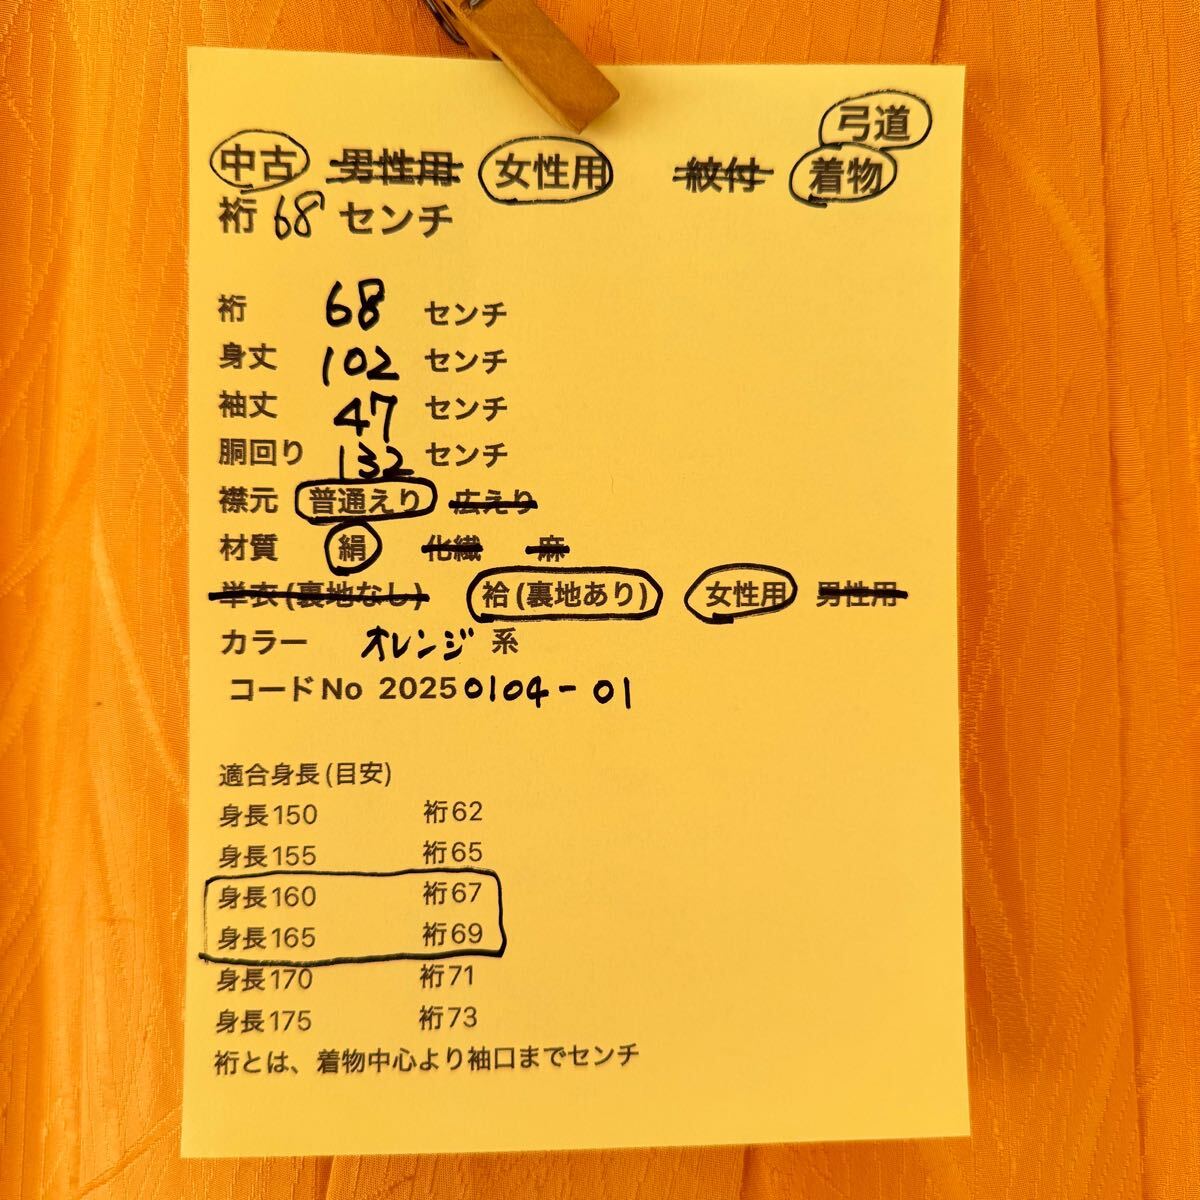 弓道
中古 男性用 女性用 紋付 着物
裄 68 センチ
裄 68 センチ
身丈 102 センチ
袖丈 47 センチ
胴回り 132 センチ
襟元 普通えり 広えり
材質 絹 化繊 麻
単衣(裏地なし) 袷(裏地あり) 女性用 男性用
カラー オレンジ 系
コードNo 20250104-01
適合身長(目安)
身長150 裄62
身長155 裄65
身長160 裄67
身長165 裄69
身長170 裄71
身長175 裄73
裄とは、着物中心より袖口までセンチ